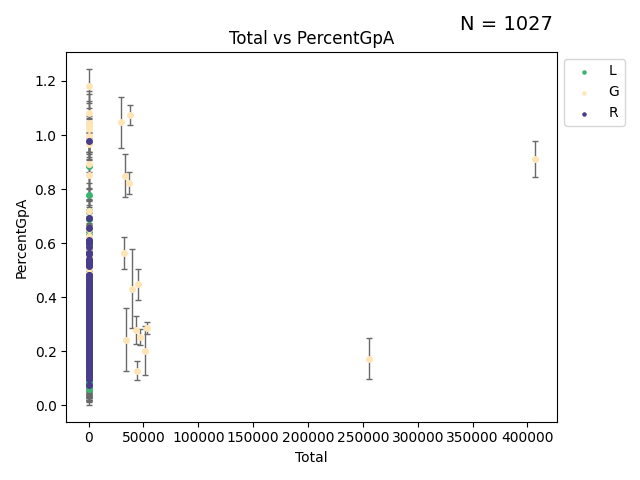 N = 1027
Total vs PercentGpA
L
G
R
PercentGpA
1.2
1.0
0.8
0.6
0.4
0.2
0.0
0 50000 100000 150000 200000 250000 300000 350000 400000
Total